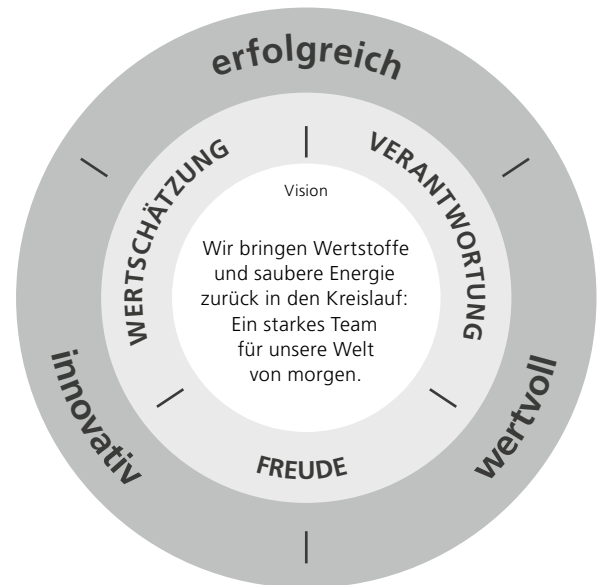 erfolgreich
WERTSCHÄTZUNG
VERANTWORTUNG
Vision
Wir bringen Wertstoffe
und saubere Energie
zurück in den Kreislauf:
Ein starkes Team
für unsere Welt
von morgen.
innovativ
wertvoll
FREUDE